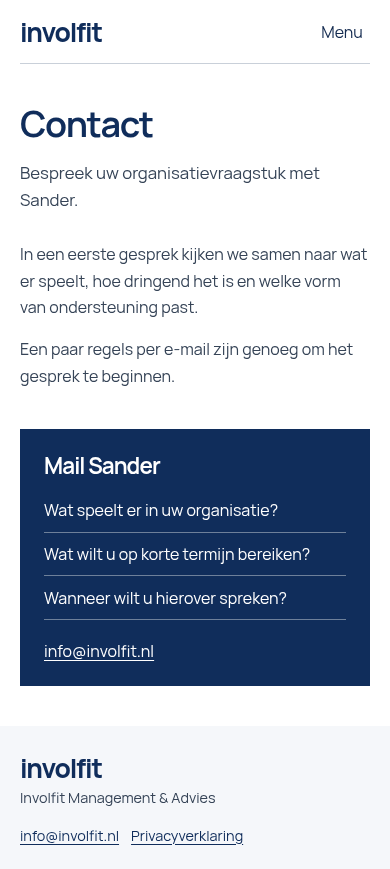 involfit
Menu
Contact
Bespreek uw organisatievraagstuk met
Sander.
In een eerste gesprek kijken we samen naar wat
er speelt, hoe dringend het is en welke vorm
van ondersteuning past.
Een paar regels per e-mail zijn genoeg om het
gesprek te beginnen.
Mail Sander
Wat speelt er in uw organisatie?
Wat wilt u op korte termijn bereiken?
Wanneer wilt u hierover spreken?
info@involfit.nl
involfit
Involfit Management & Advies
info@involfit.nl Privacyverklaring